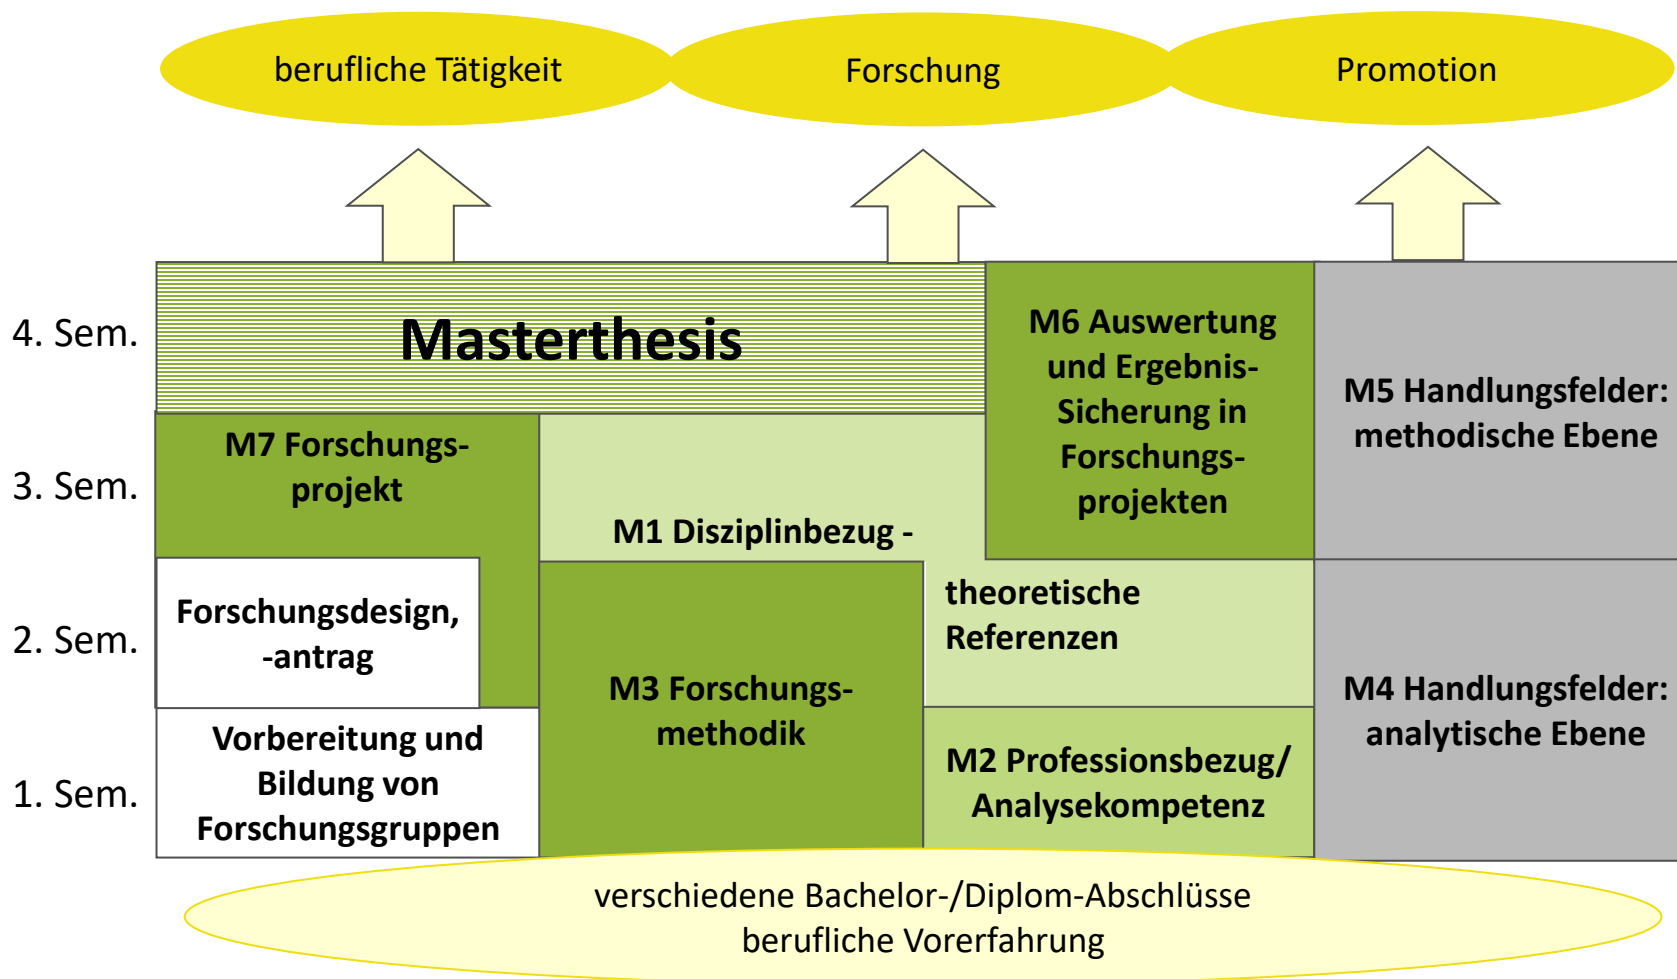 berufliche Tätigkeit
Forschung
Promotion
4. Sem.
Masterthesis
M6 Auswertung
und Ergebnis-
Sicherung in
Forschungs-
projekten
M5 Handlungsfelder:
methodische Ebene
3. Sem.
M7 Forschungs-
projekt
M1 Disziplinbezug -
theoretische
Referenzen
2. Sem.
Forschungsdesign,
-antrag
M3 Forschungs-
methodik
M4 Handlungsfelder:
analytische Ebene
1. Sem.
Vorbereitung und
Bildung von
Forschungsgruppen
M2 Professionsbezug/
Analysekompetenz
verschiedene Bachelor-/Diplom-Abschlüsse
berufliche Vorerfahrung